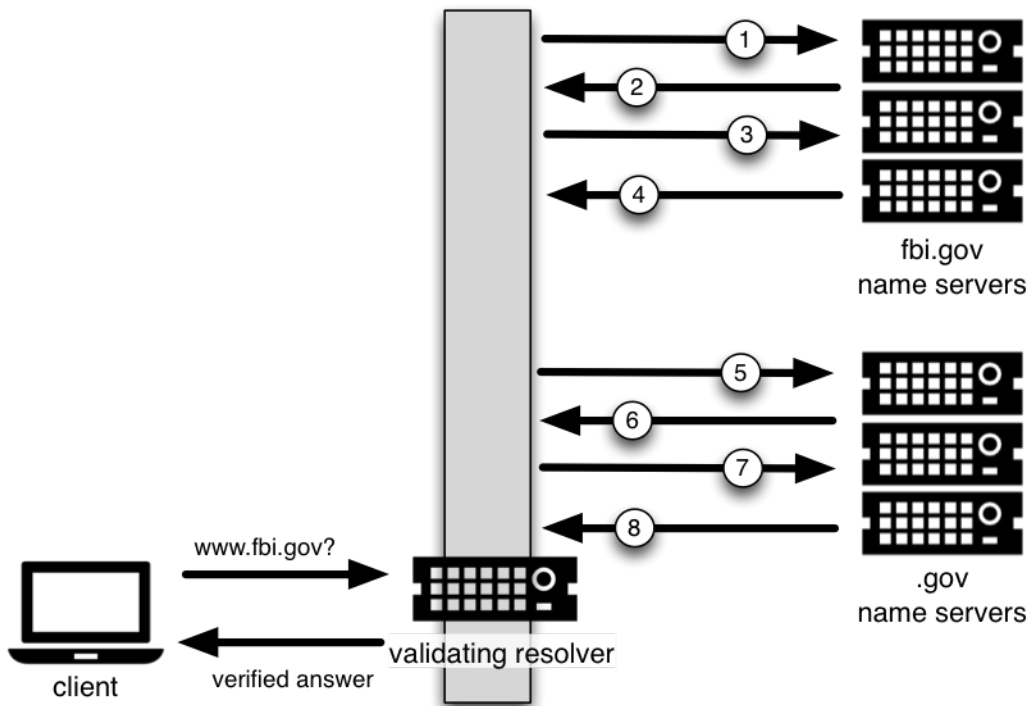 1
2
3
4
fbi.gov
name servers
5
6
7
8
.gov
name servers
www.fbi.gov?
validating resolver
verified answer
client